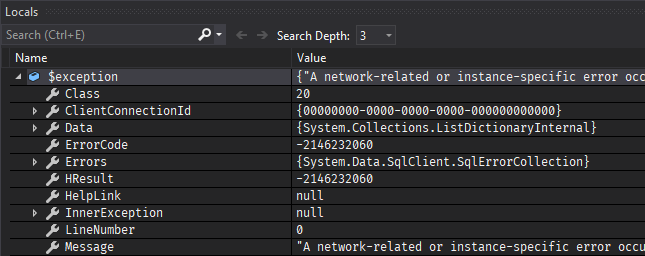 Locals
Search (Ctrl+E) Search Depth: 3
Name Value
$exception {"A network-related or instance-specific error occu
Class 20
ClientConnectionId {00000000-0000-0000-0000-000000000000}
Data {System.Collections.ListDictionaryInternal}
ErrorCode -2146232060
Errors {System.Data.SqlClient.SqlErrorCollection}
HResult -2146232060
HelpLink null
InnerException null
LineNumber 0
Message "A network-related or instance-specific error occu